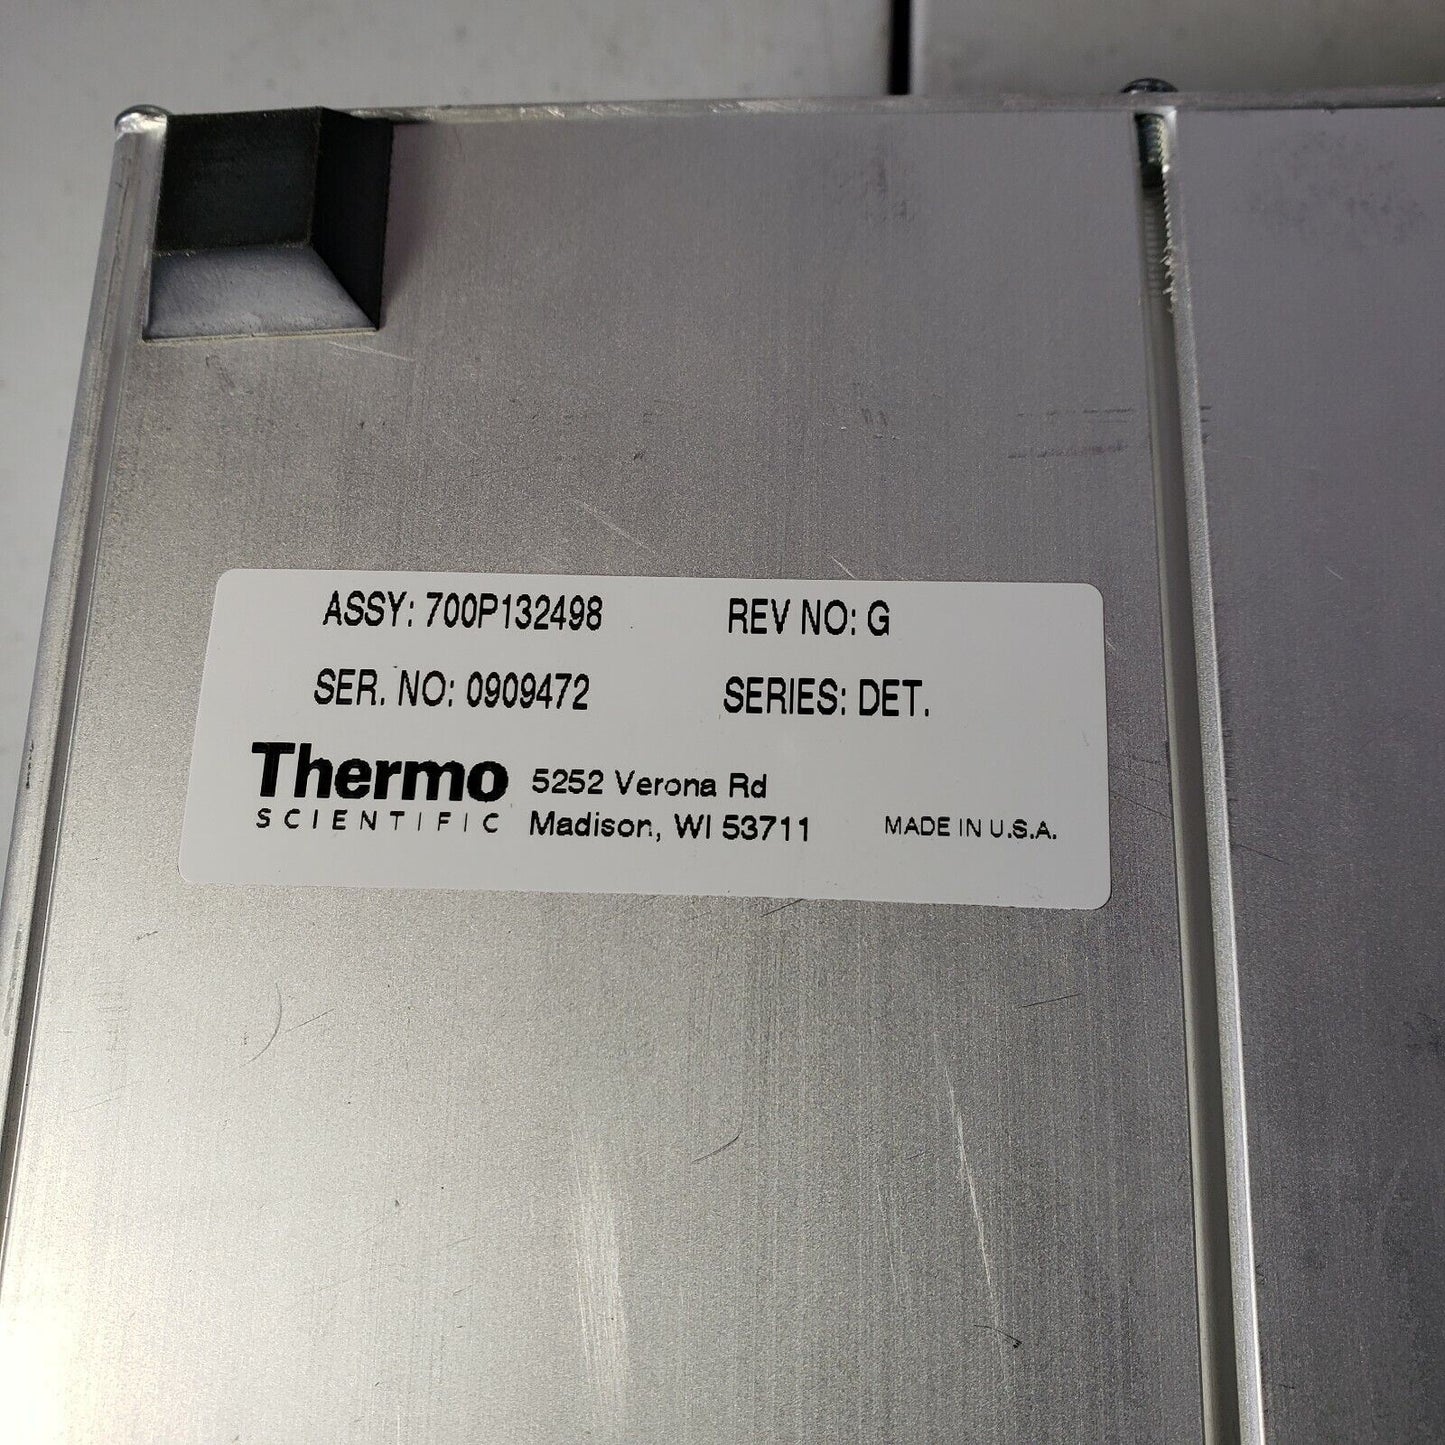 ASSY: 700P132498 REV NO: G
SER. NO: 0909472 SERIES: DET.
Thermo 5252 Verona Rd
SCIENTIFIC Madison, WI 53711 MADE IN U.S.A.